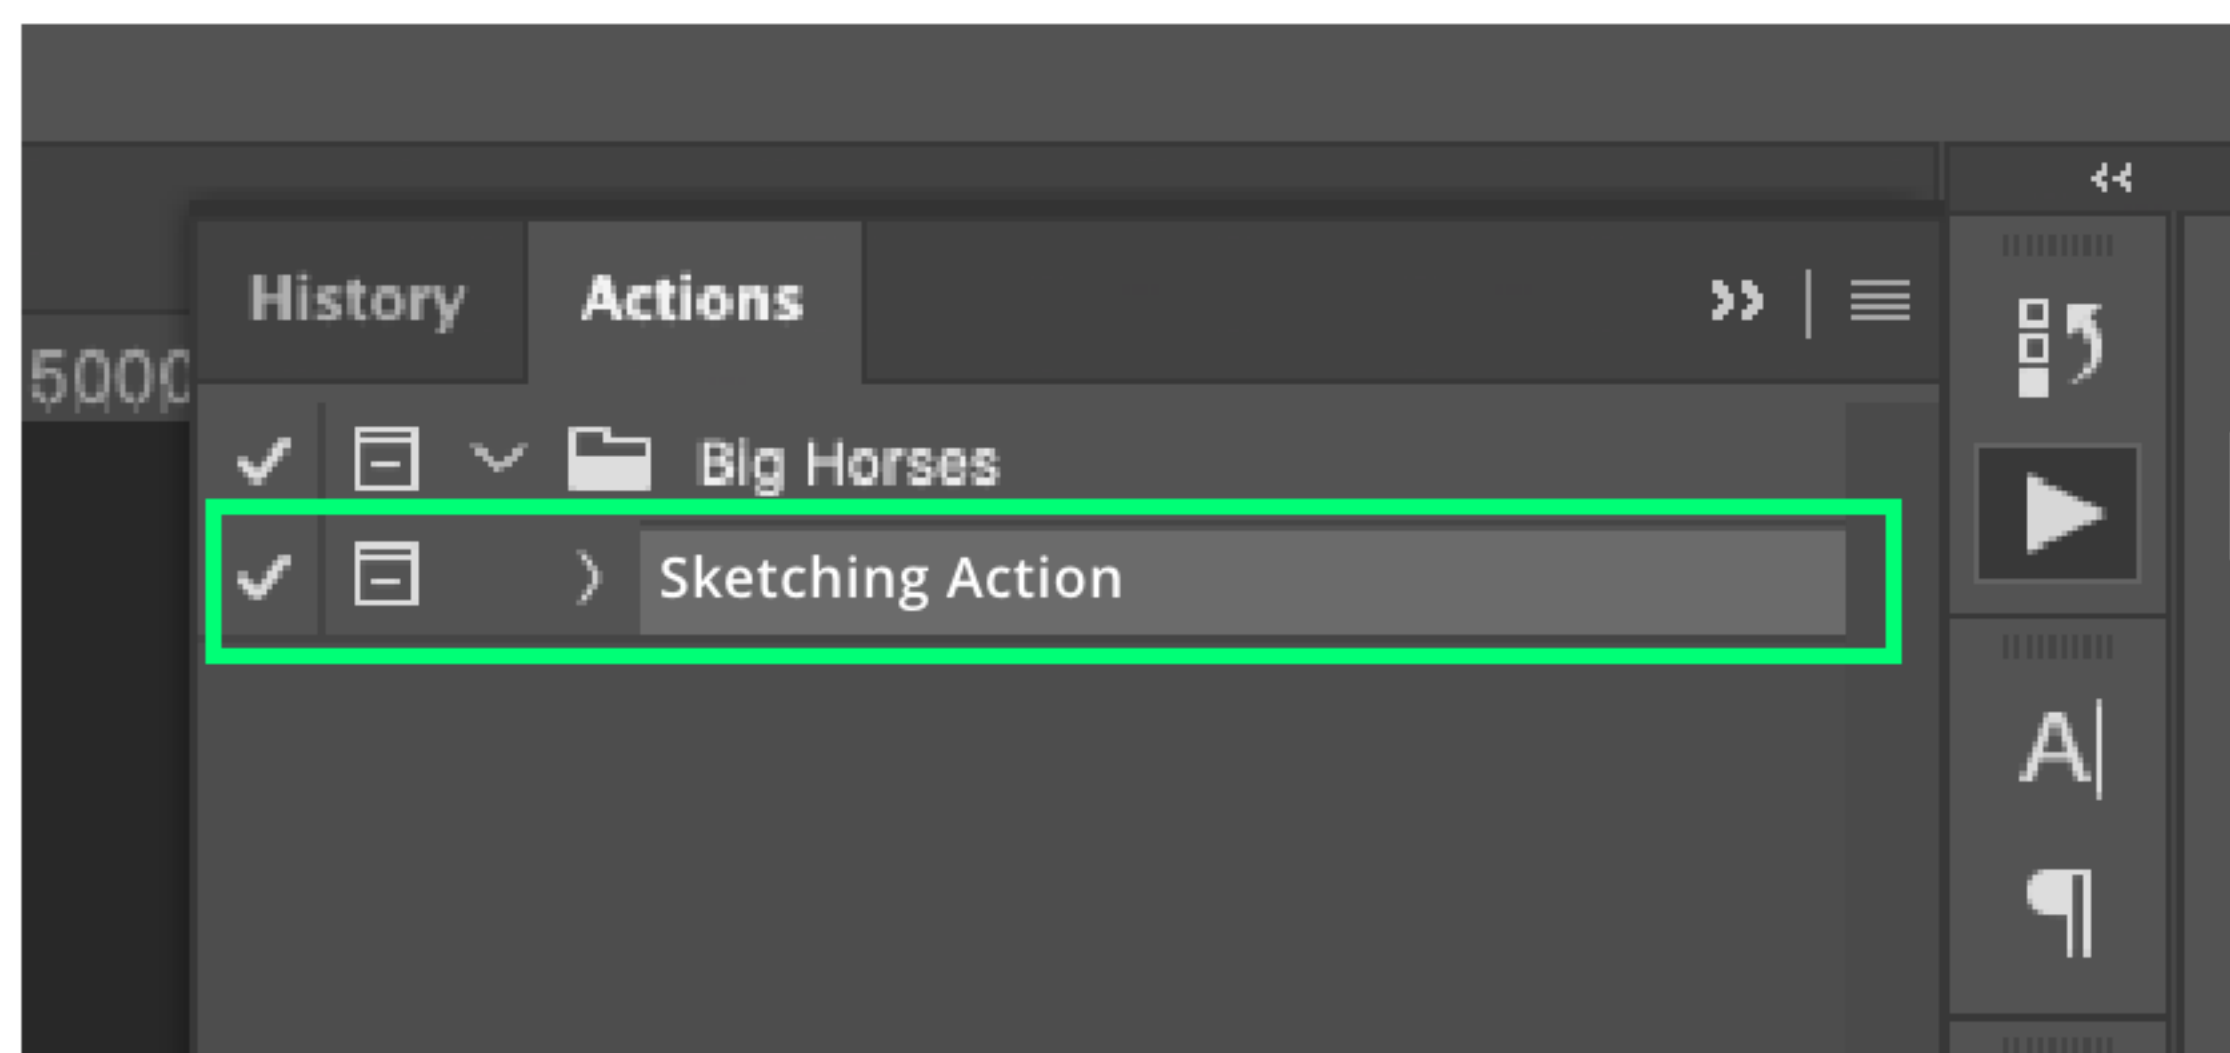 History
Actions
5000
Big Horses
Sketching Action